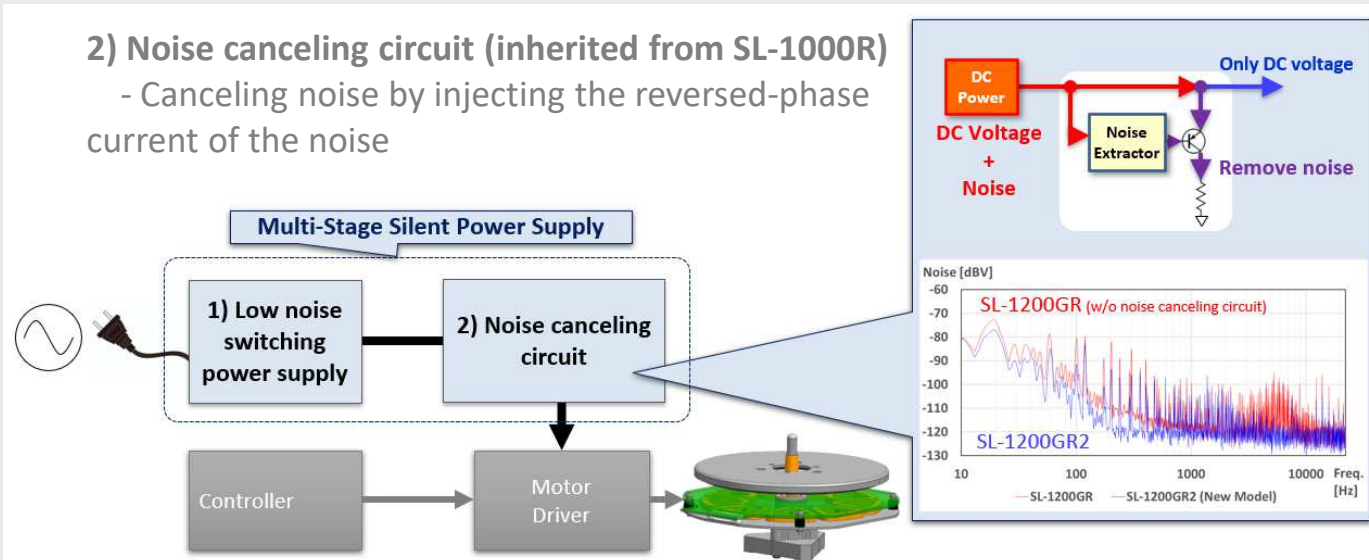 2) Noise canceling circuit (inherited from SL-1000R)
- Canceling noise by injecting the reversed-phase
current of the noise
Multi-Stage Silent Power Supply
1) Low noise
switching
power supply
2) Noise canceling
circuit
Controller
Motor
Driver
DC
Power
DC Voltage
+
Noise
Noise
Extractor
Only DC voltage
Remove noise
Noise [dBV]
-60
-70
-80
-90
-100
-110
-120
-130
SL-1200GR (w/o noise canceling circuit)
SL-1200GR2
10 100 1000 10000 Freq.
[Hz]
SL-1200GR SL-1200GR2 (New Model)